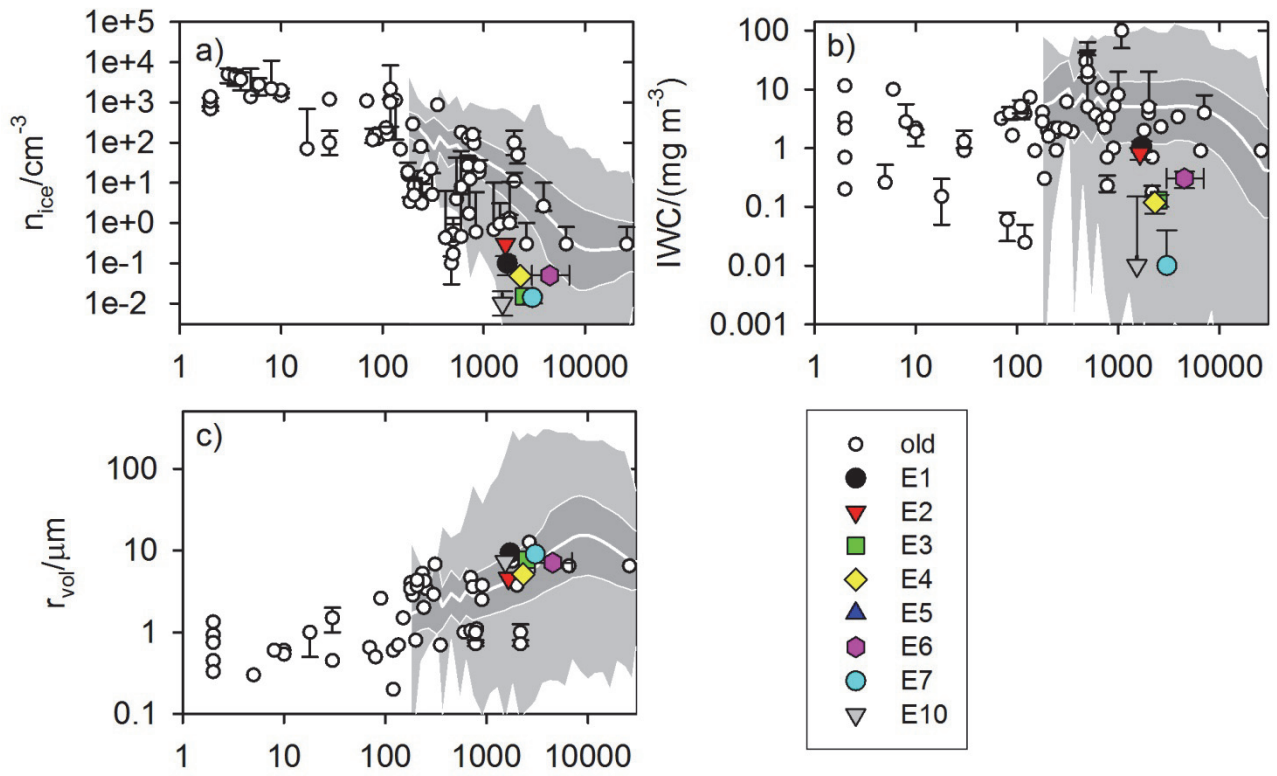 a)
n_ice/cm^-3
1e+5
1e+4
1e+3
1e+2
1e+1
1e+0
1e-1
1e-2
1 10 100 1000 10000
b)
IWC/(mg m^-3)
100
10
1
0.1
0.01
0.001
1 10 100 1000 10000
c)
r_vol/μm
100
10
1
0.1
1 10 100 1000 10000
old
E1
E2
E3
E4
E5
E6
E7
E10